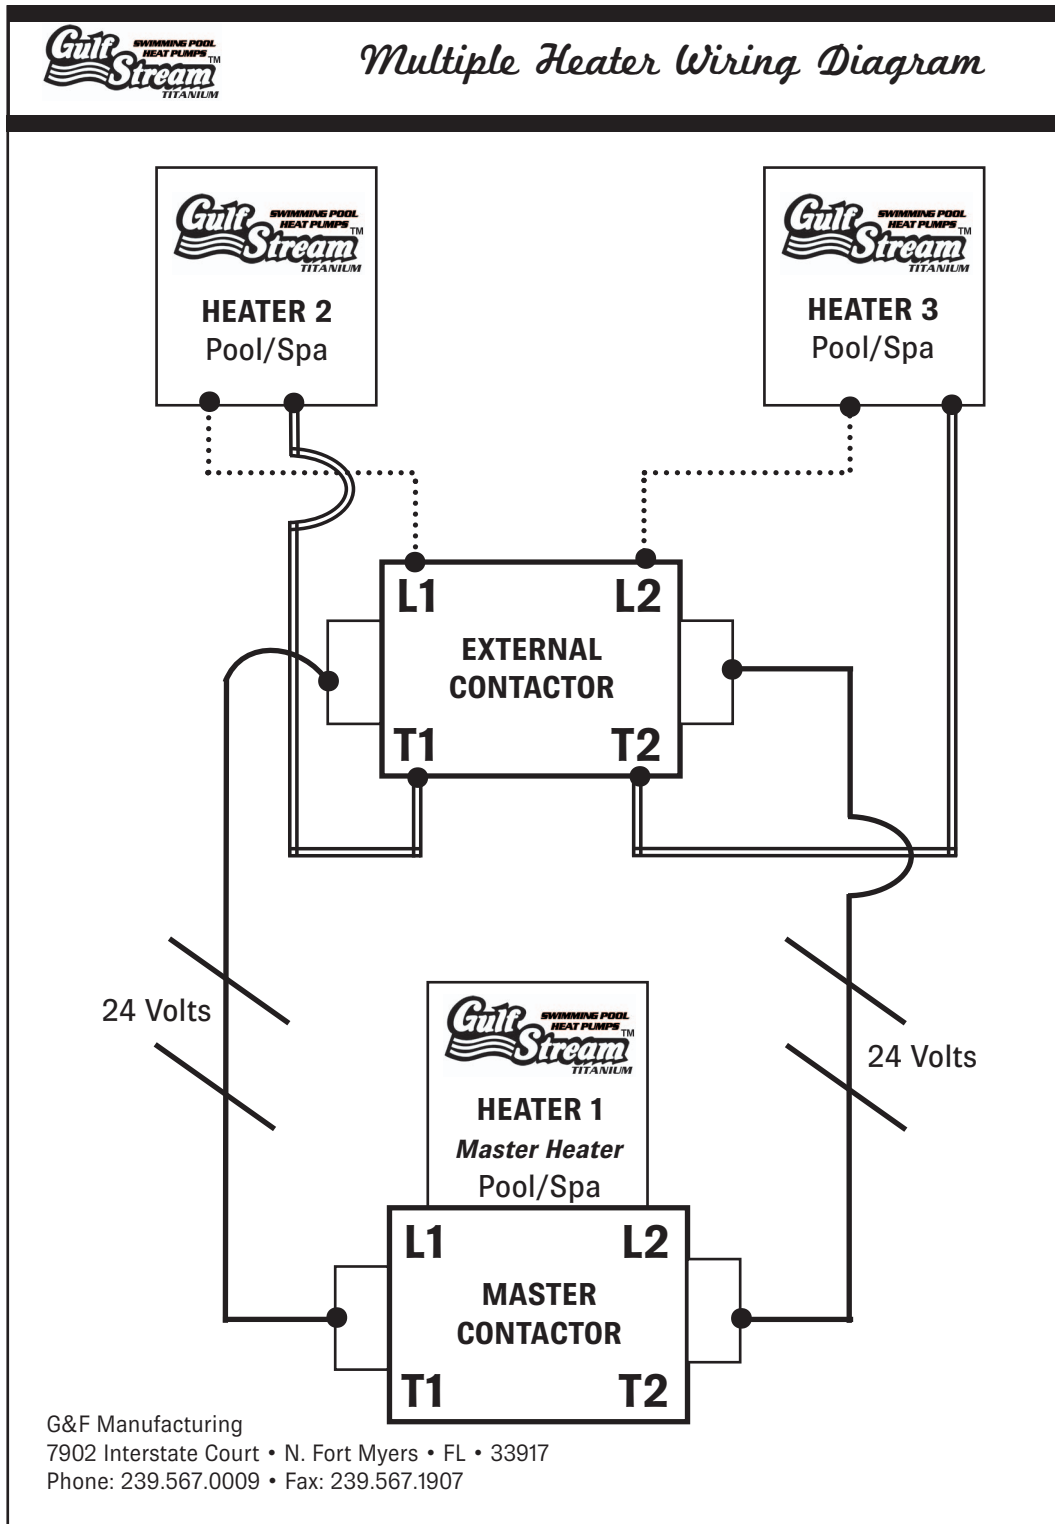 Gulf
SWIMMING POOL
HEAT PUMPS TM
Stream
TITANIUM
Multiple Heater Wiring Diagram
Gulf
SWIMMING POOL
HEAT PUMPS TM
Stream
TITANIUM
HEATER 2
Pool/Spa
Gulf
SWIMMING POOL
HEAT PUMPS TM
Stream
TITANIUM
HEATER 3
Pool/Spa
L1 L2
EXTERNAL
CONTACTOR
T1 T2
24 Volts
24 Volts
Gulf
SWIMMING POOL
HEAT PUMPS TM
Stream
TITANIUM
HEATER 1
Master Heater
Pool/Spa
L1 L2
MASTER
CONTACTOR
T1 T2
G&F Manufacturing
7902 Interstate Court • N. Fort Myers • FL • 33917
Phone: 239.567.0009 • Fax: 239.567.1907